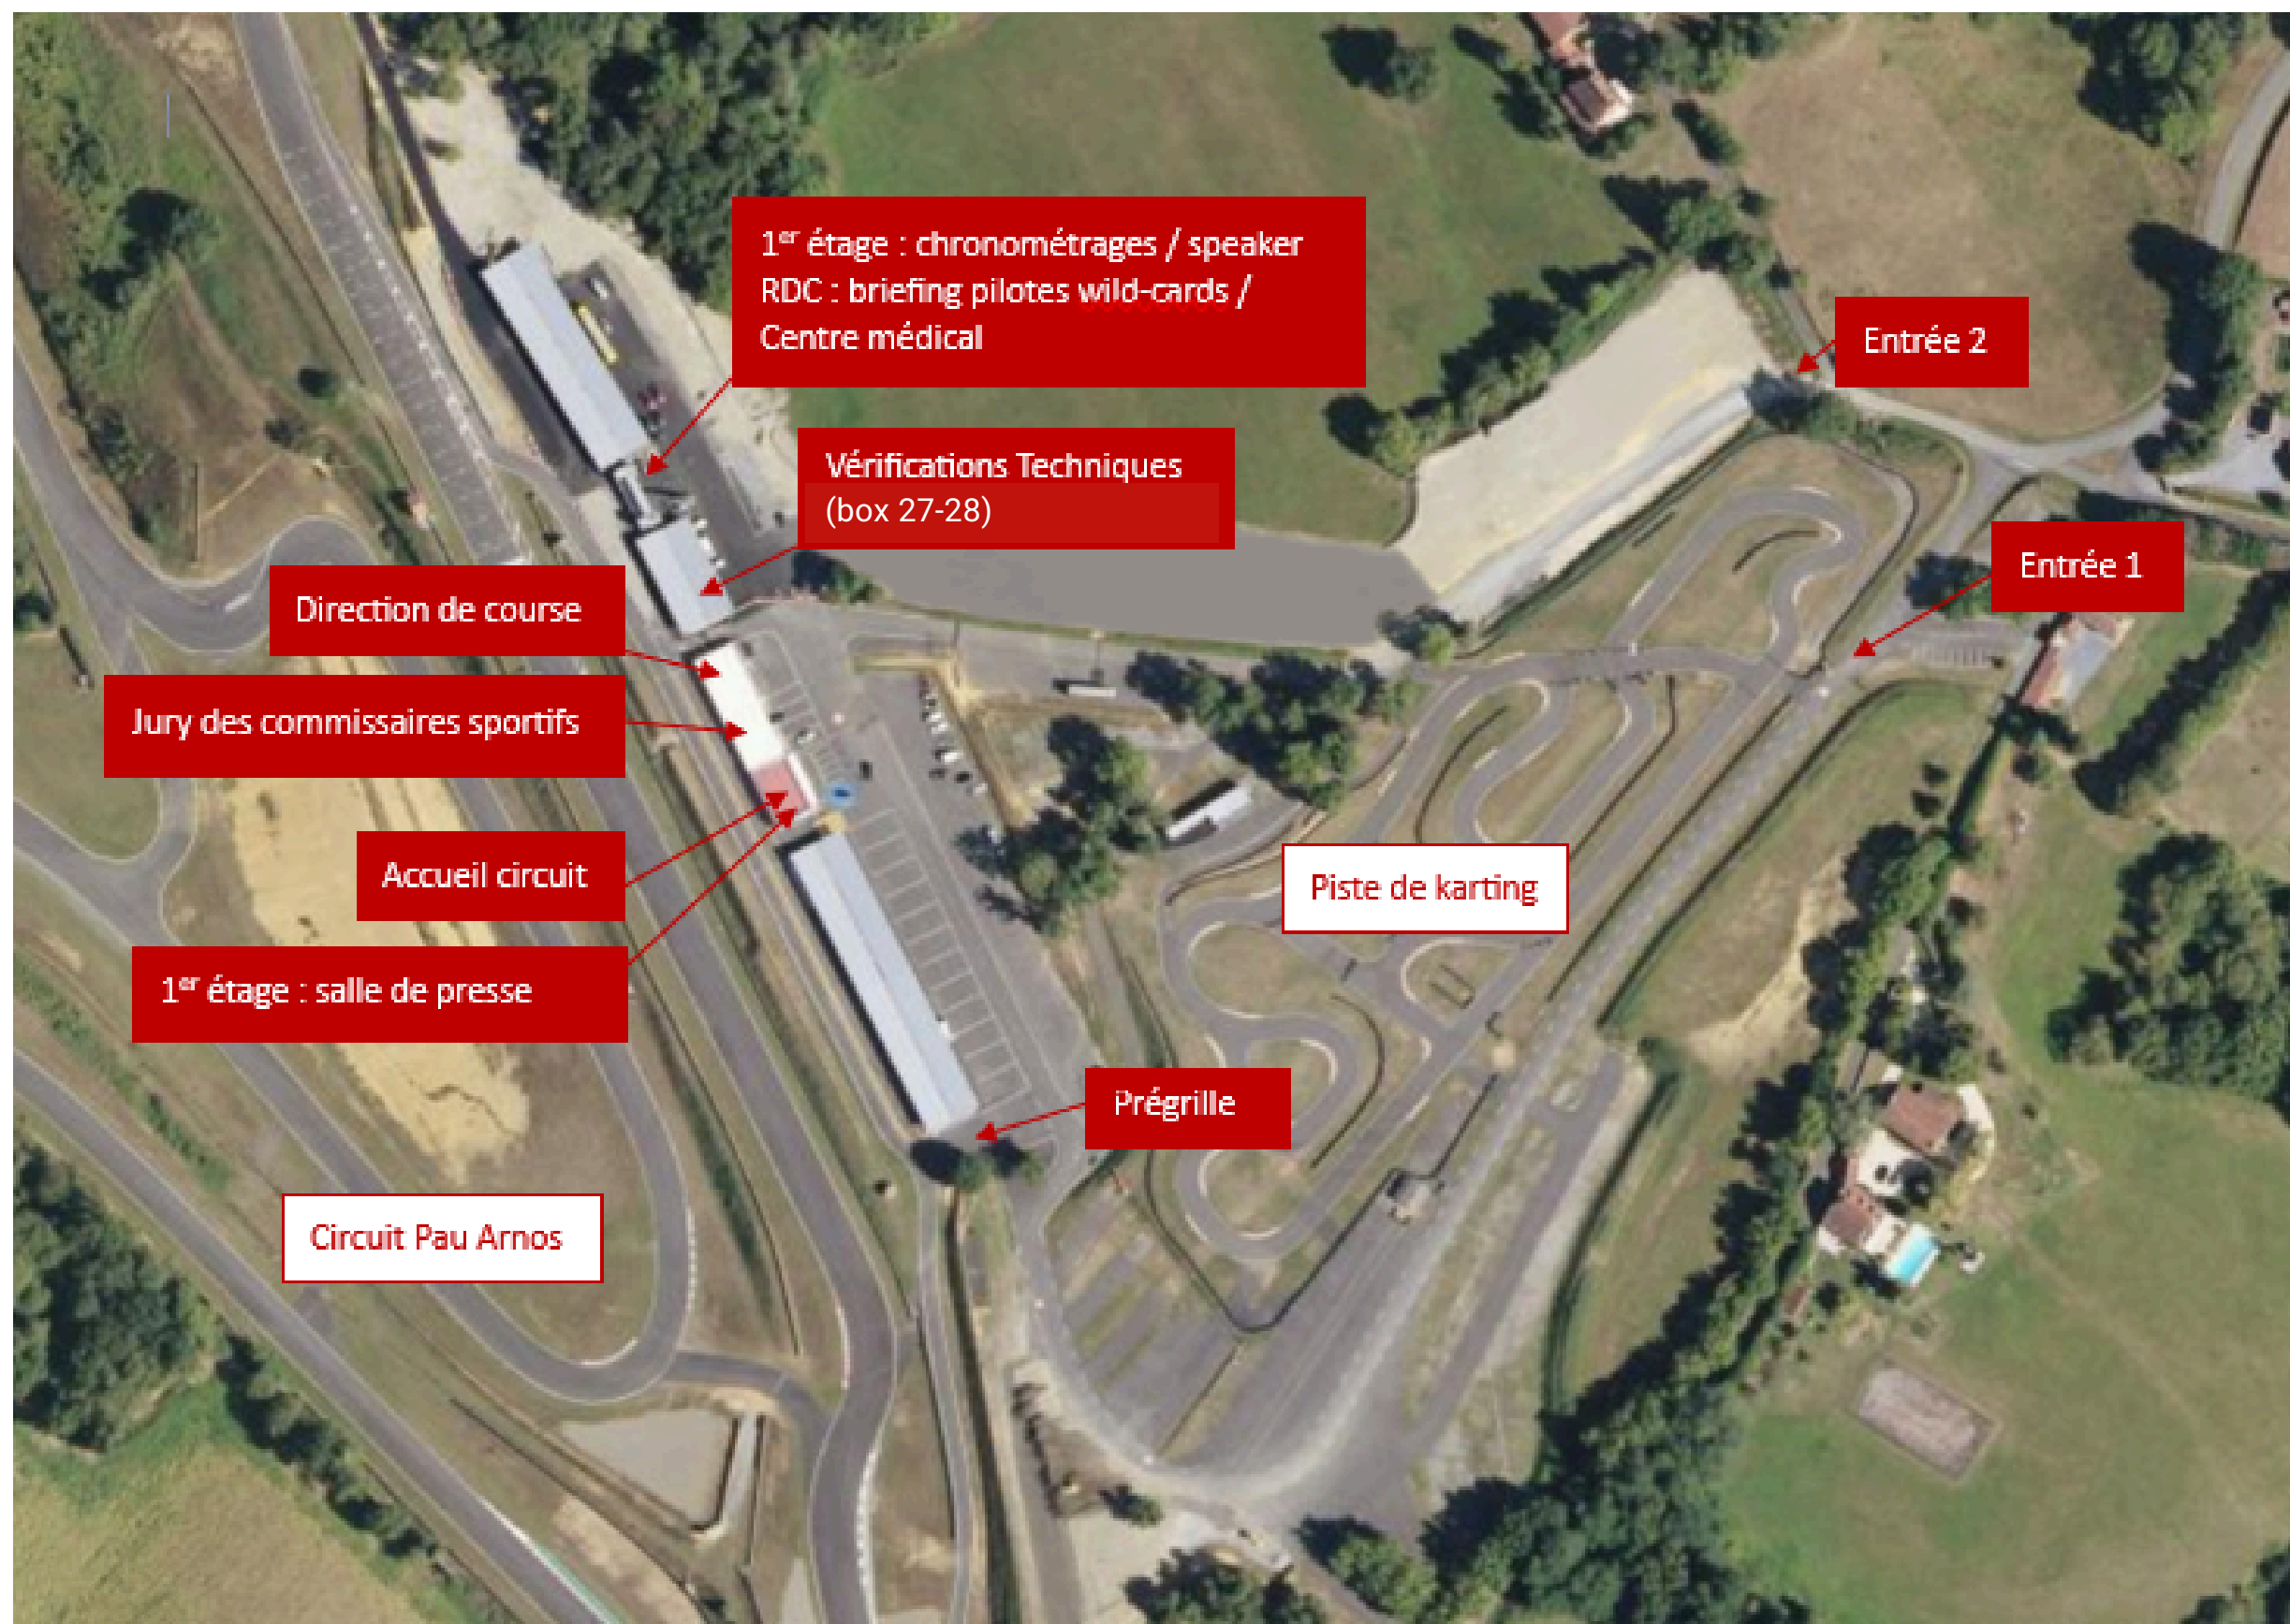 1er étage : chronométrages / speaker
RDC : briefing pilotes wild-cards /
Centre médical
Entrée 2
Vérifications Techniques
(box 27-28)
Entrée 1
Direction de course
Jury des commissaires sportifs
Accueil circuit
Piste de karting
1er étage : salle de presse
Prégrille
Circuit Pau Arnos